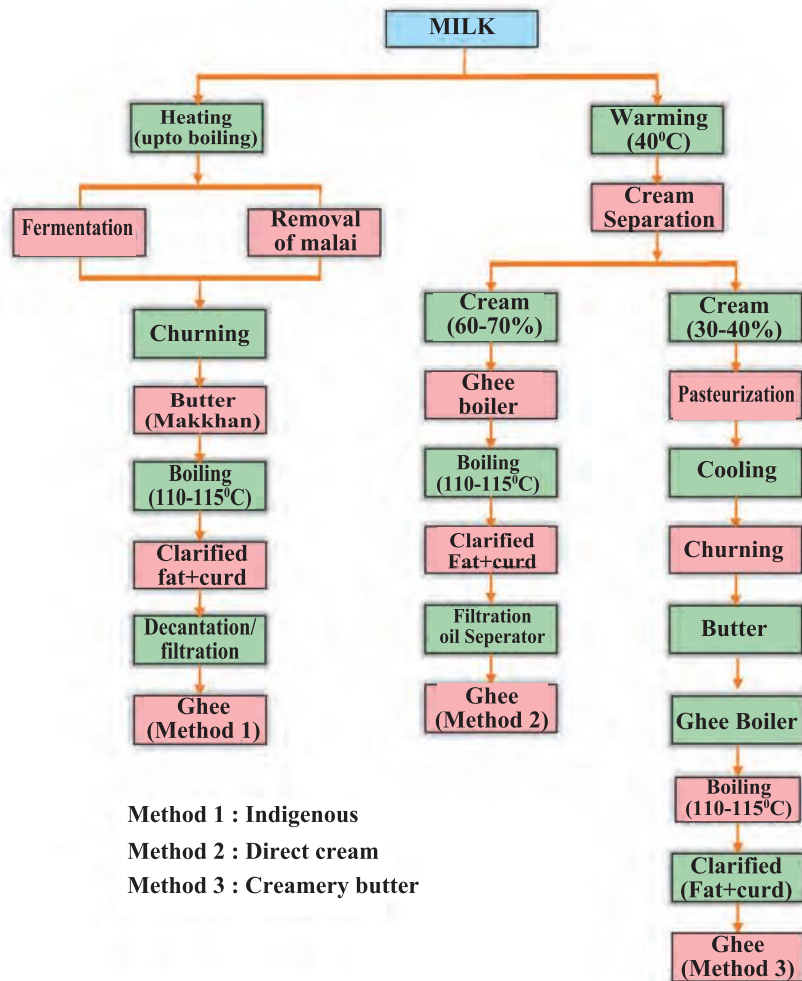 MILK
Heating
(upto boiling)
Fermentation
Removal
of malai
Churning
Butter
(Makkhan)
Boiling
(110-115⁰C)
Clarified
fat+curd
Decantation/
filtration
Ghee
(Method 1)
Warming
(40⁰C)
Cream
Separation
Cream
(60-70%)
Ghee
boiler
Boiling
(110-115⁰C)
Clarified
Fat+curd
Filtration
oil Seperator
Ghee
(Method 2)
Cream
(30-40%)
Pasteurization
Cooling
Churning
Butter
Ghee Boiler
Boiling
(110-115⁰C)
Clarified
(Fat+curd)
Ghee
(Method 3)
Method 1 : Indigenous
Method 2 : Direct cream
Method 3 : Creamery butter